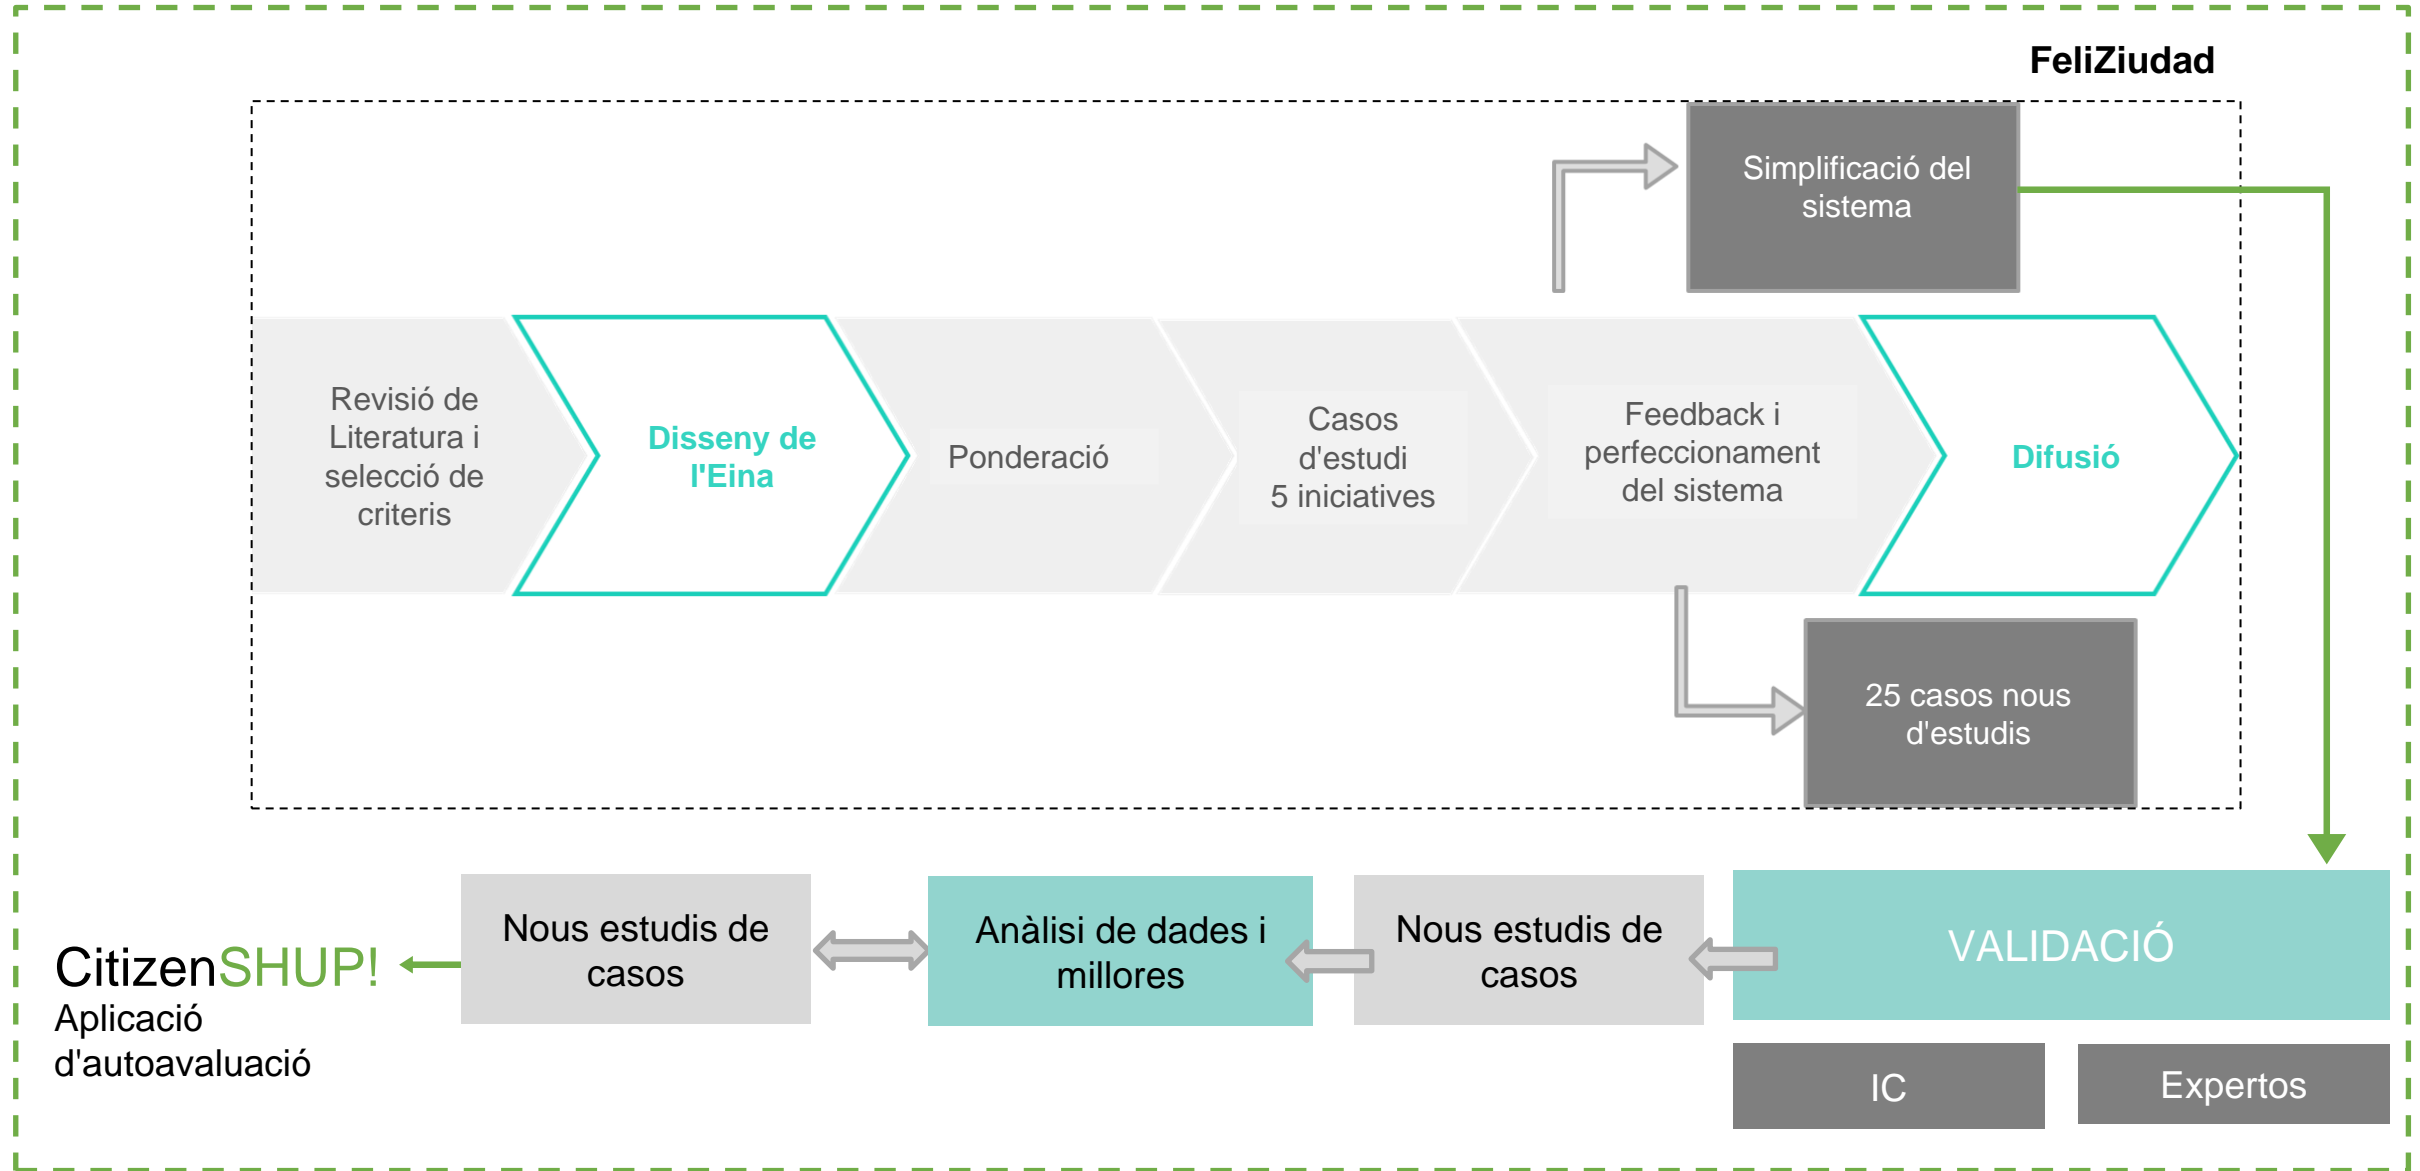 FeliZiudad
Simplificació del
sistema
Revisió de
Literatura i
selecció de
criteris
Disseny de
l'Eina
Ponderació
Casos
d'estudi
5 iniciatives
Feedback i
perfeccionament
del sistema
Difusió
25 casos nous
d'estudis
CitizenSHUP!
Aplicació
d'autoavaluació
Nous estudis de
casos
Anàlisi de dades i
millores
Nous estudis de
casos
VALIDACIÓ
IC
Expertos